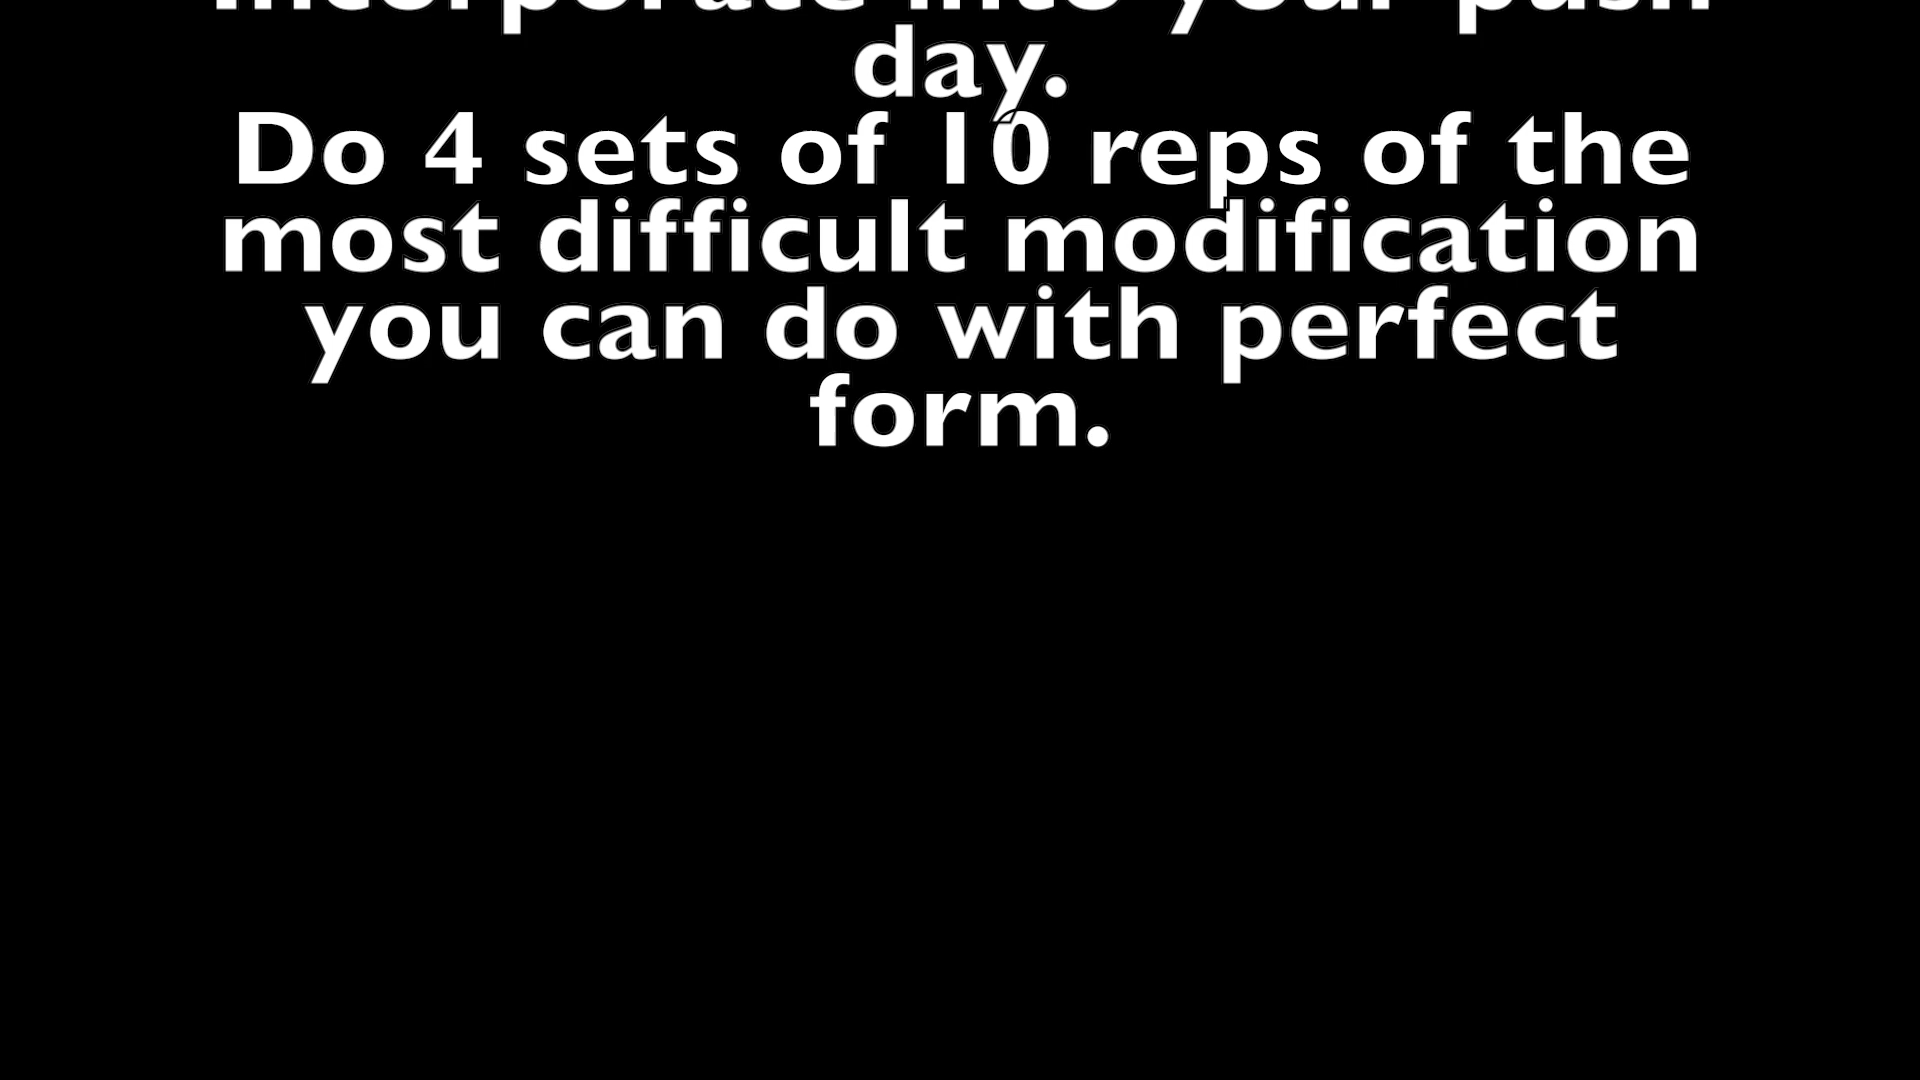 incorporate into your push
day.
Do 4 sets of 10 reps of the
most difficult modification
you can do with perfect
form.